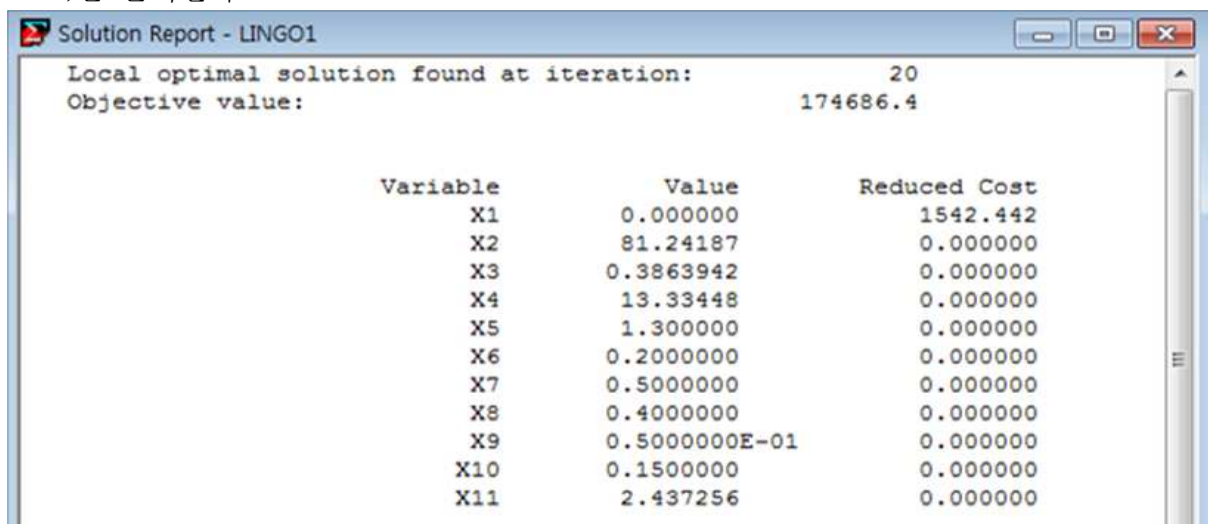 Solution Report - LINGO1
Local optimal solution found at iteration: 20
Objective value: 174686.4
Variable Value Reduced Cost
X1 0.000000 1542.442
X2 81.24187 0.000000
X3 0.3863942 0.000000
X4 13.33448 0.000000
X5 1.300000 0.000000
X6 0.2000000 0.000000
X7 0.5000000 0.000000
X8 0.4000000 0.000000
X9 0.5000000E-01 0.000000
X10 0.1500000 0.000000
X11 2.437256 0.000000